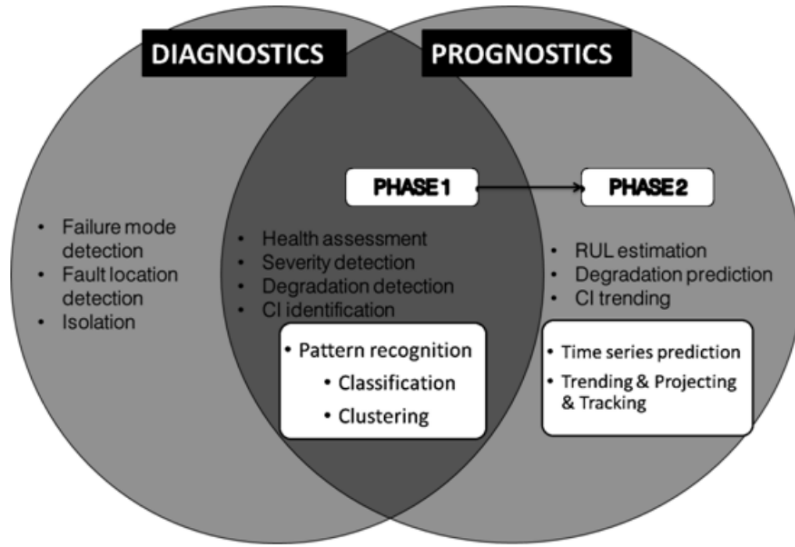 DIAGNOSTICS
PROGNOSTICS
PHASE 1
PHASE 2
• Failure mode
detection
• Fault location
detection
• Isolation
• Health assessment
• Severity detection
• Degradation detection
• CI identification
• Pattern recognition
• Classification
• Clustering
• RUL estimation
• Degradation prediction
• CI trending
• Time series prediction
• Trending & Projecting
& Tracking